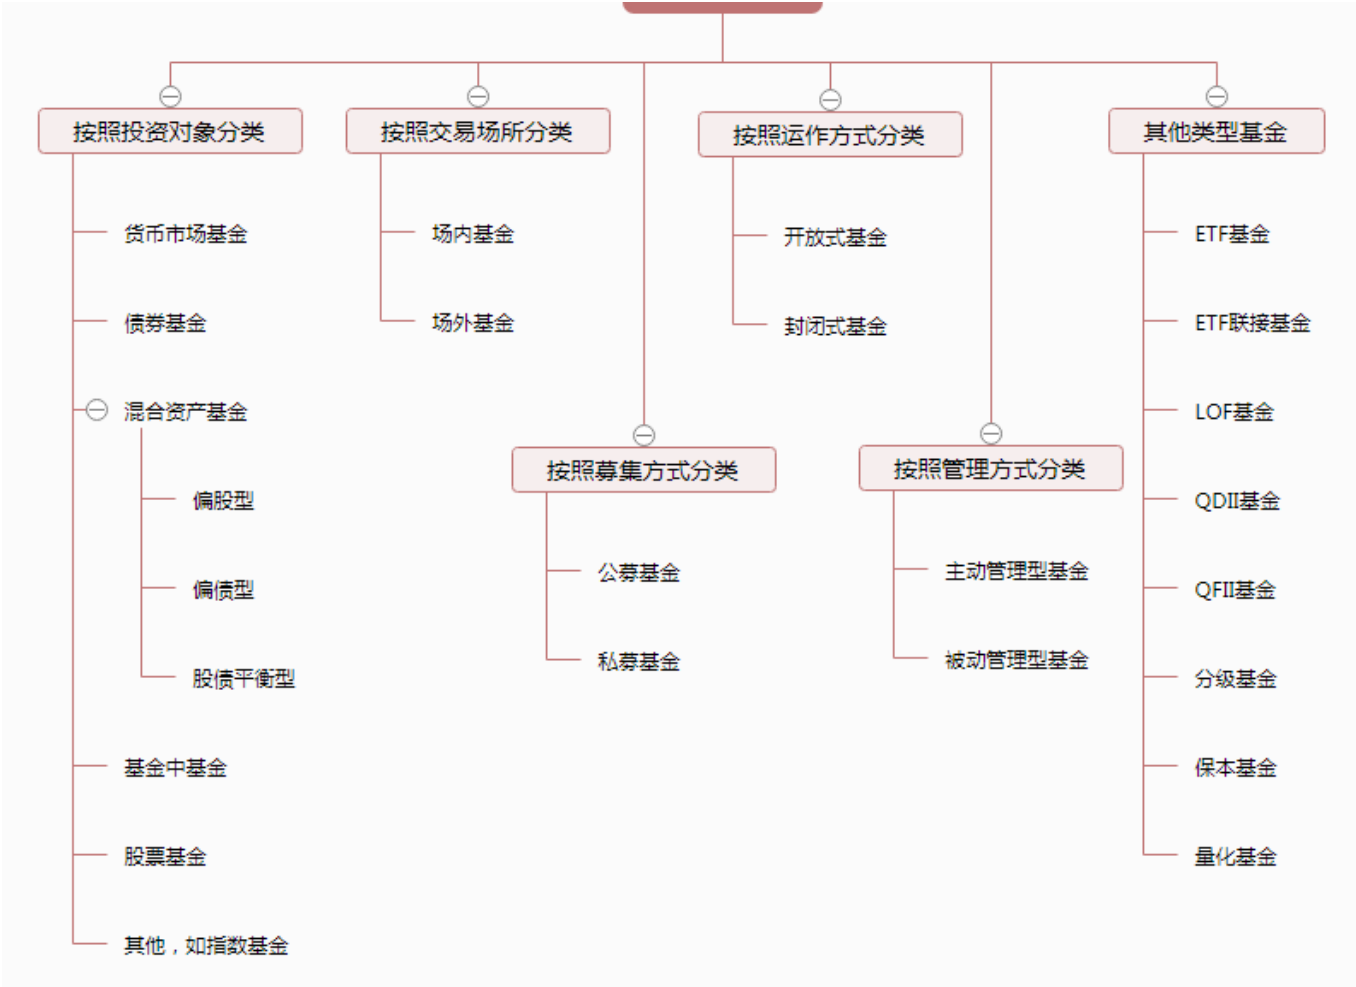 按照投资对象分类
货币市场基金
债券基金
混合资产基金
偏股型
偏债型
股债平衡型
基金中基金
股票基金
其他，如指数基金
按照交易场所分类
场内基金
场外基金
按照募集方式分类
公募基金
私募基金
按照运作方式分类
开放式基金
封闭式基金
按照管理方式分类
主动管理型基金
被动管理型基金
其他类型基金
ETF基金
ETF联接基金
LOF基金
QDII基金
QFII基金
分级基金
保本基金
量化基金